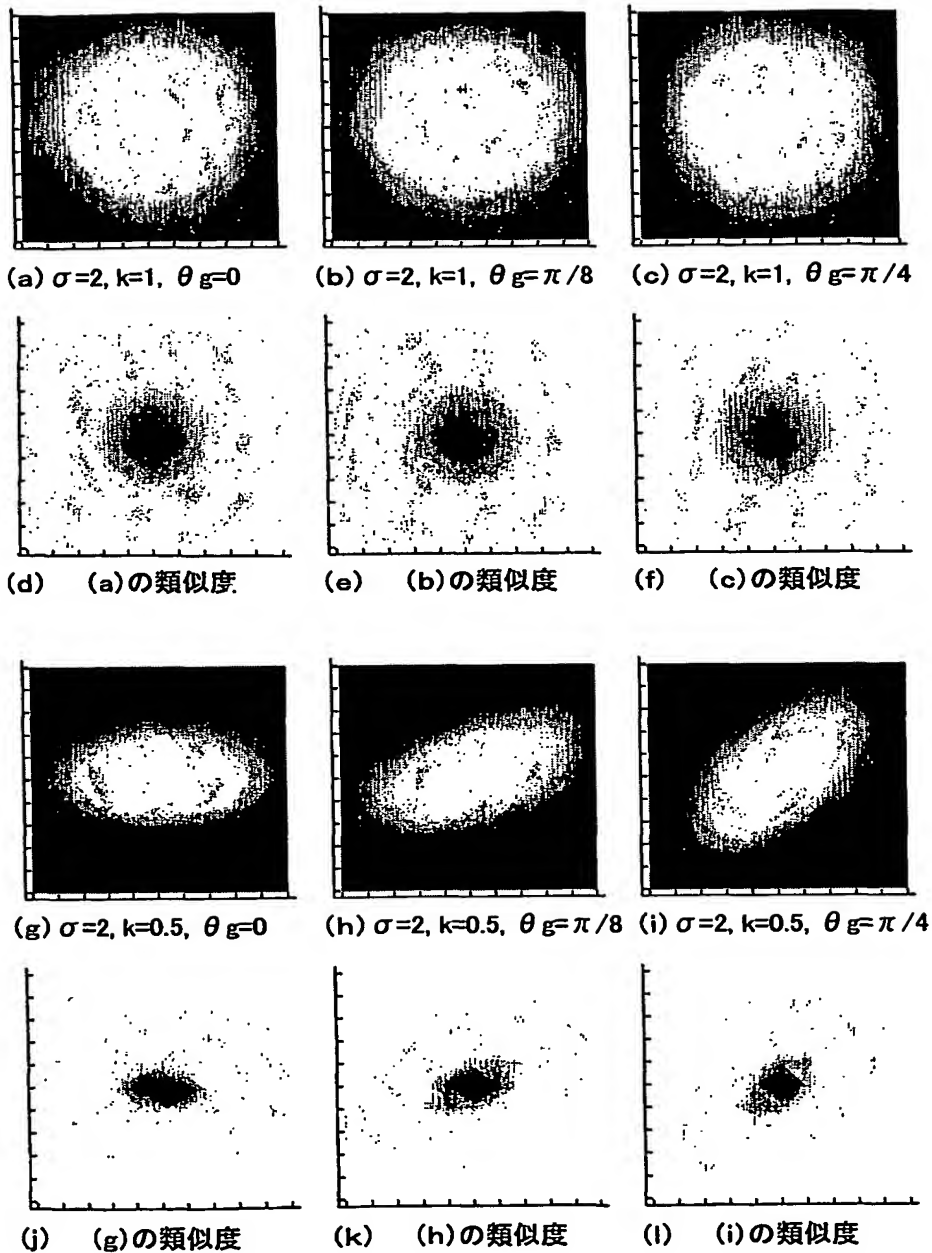 (a) σ=2, k=1, θg=0
(b) σ=2, k=1, θg=π/8
(c) σ=2, k=1, θg=π/4
(d) (a)の類似度
(e) (b)の類似度
(f) (c)の類似度
(g) σ=2, k=0.5, θg=0
(h) σ=2, k=0.5, θg=π/8
(i) σ=2, k=0.5, θg=π/4
(j) (g)の類似度
(k) (h)の類似度
(l) (i)の類似度